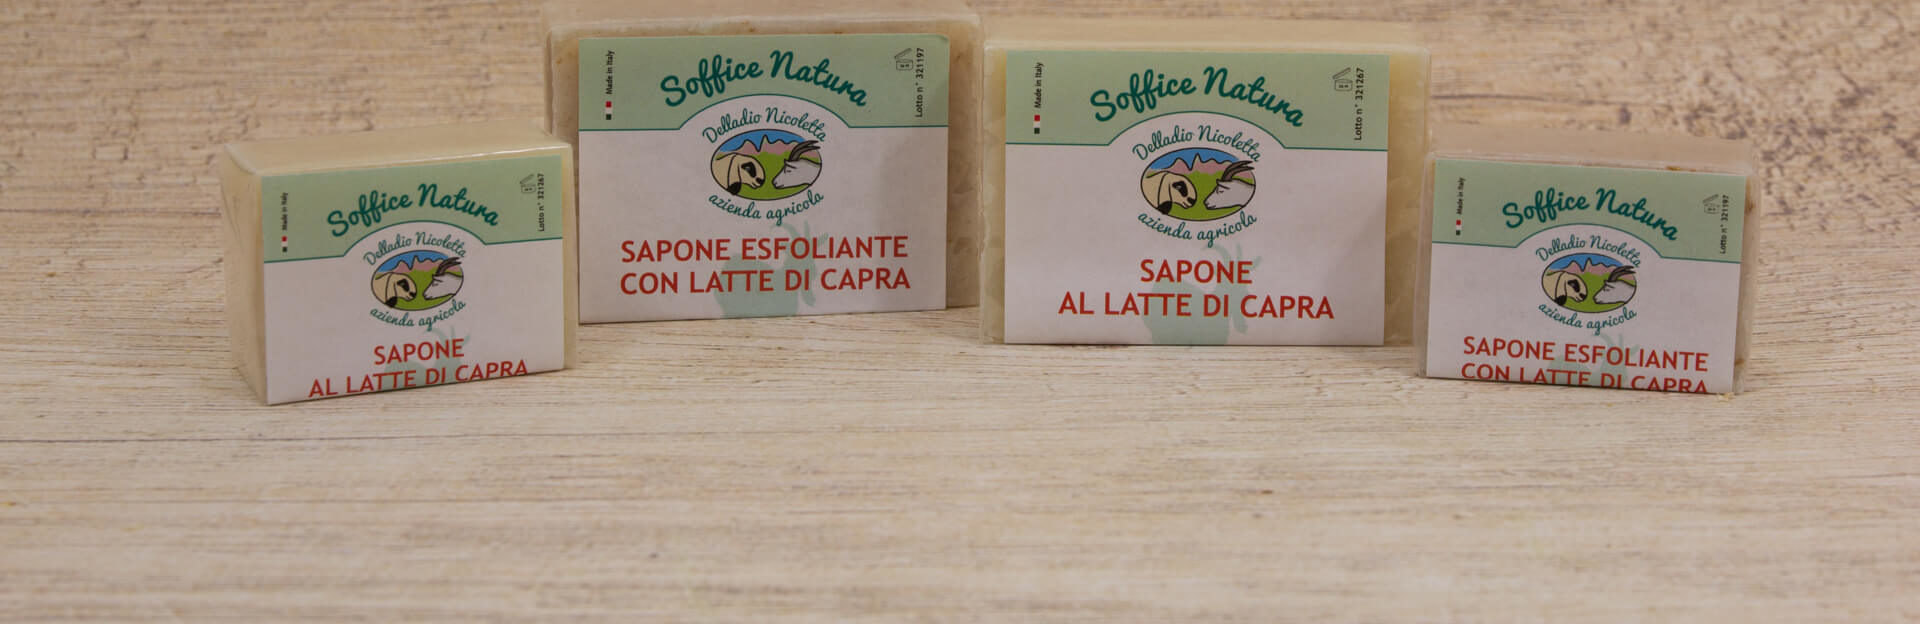 Made in Italy
Soffice Natura
Lotto n° 321267
Delladio Nicoletta
azienda agricola
SAPONE
AL LATTE DI CAPRA
Made in Italy
Soffice Natura
Lotto n° 321197
Delladio Nicoletta
azienda agricola
SAPONE ESFOLIANTE
CON LATTE DI CAPRA
Made in Italy
Soffice Natura
Lotto n° 321267
Delladio Nicoletta
azienda agricola
SAPONE
AL LATTE DI CAPRA
Made in Italy
Soffice Natura
Lotto n° 321197
Delladio Nicoletta
azienda agricola
SAPONE ESFOLIANTE
CON LATTE DI CAPRA